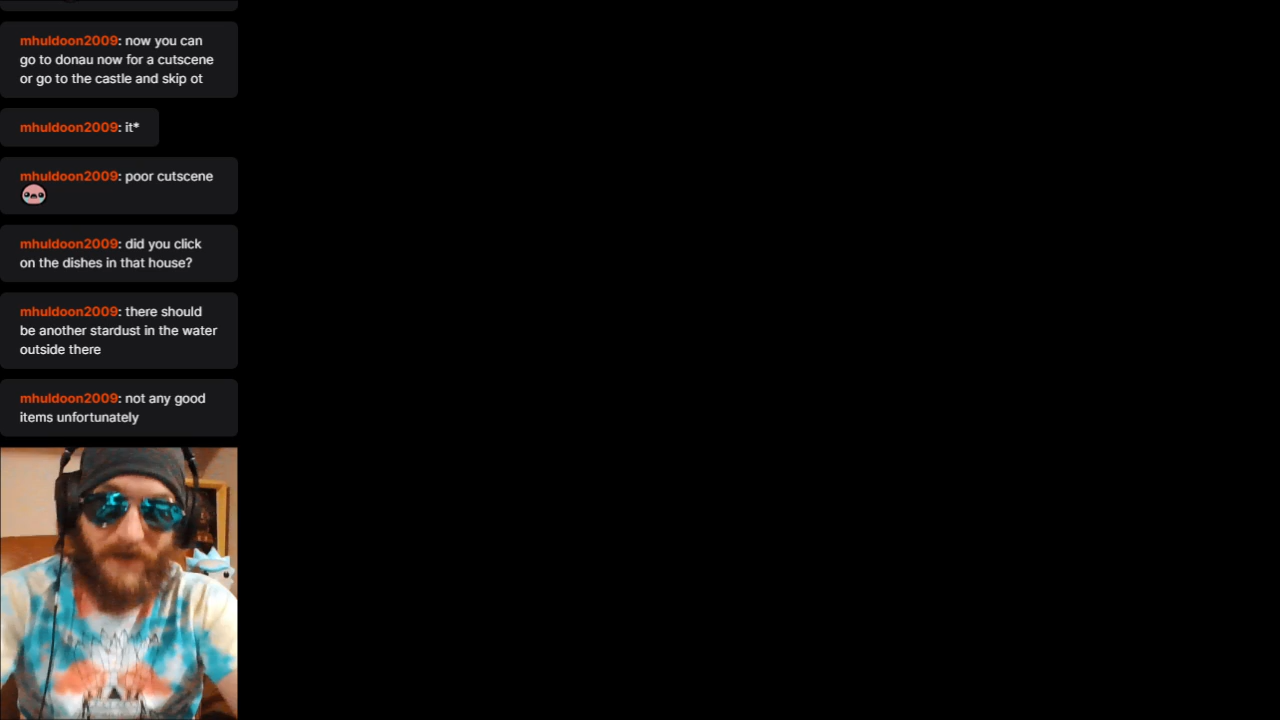 mhuldoon2009: now you can
go to donau now for a cutscene
or go to the castle and skip ot
mhuldoon2009: it*
mhuldoon2009: poor cutscene
mhuldoon2009: did you click
on the dishes in that house?
mhuldoon2009: there should
be another stardust in the water
outside there
mhuldoon2009: not any good
items unfortunately